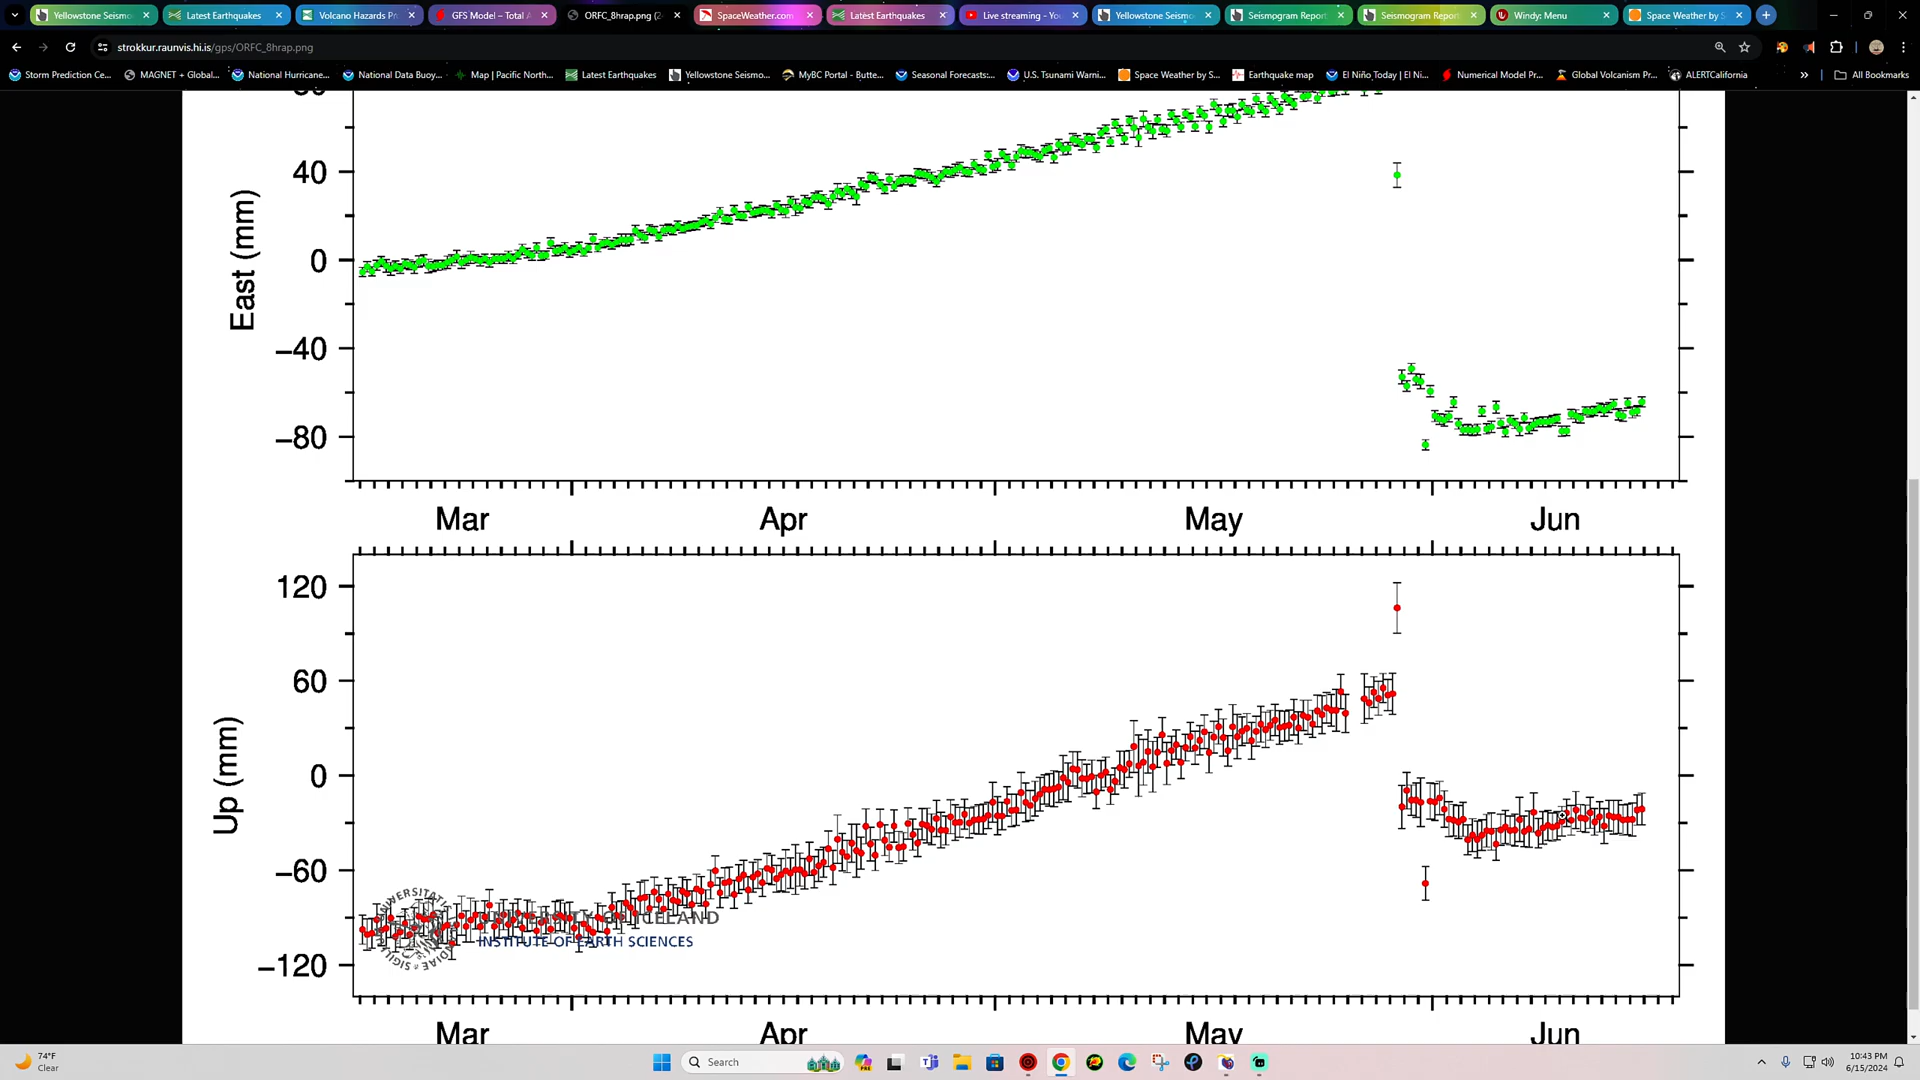 Yellowstone Seismo
Latest Earthquakes
Volcano Hazards Pr
GFS Model – Total A
ORFC_8hrap.png (2
SpaceWeather.com
Latest Earthquakes
Live streaming - Yo
Yellowstone Seismo
Seismogram Report
Seismogram Report
Windy: Menu
Space Weather by S
strokkur.raunvis.hi.is/gps/ORFC_8hrap.png
Storm Prediction Ce...
MAGNET + Global...
National Hurricane...
National Data Buoy...
Map | Pacific North...
Latest Earthquakes
Yellowstone Seismo...
MyBC Portal - Butte...
Seasonal Forecasts:...
U.S. Tsunami Warni...
Space Weather by S...
Earthquake map
El Niño Today | El Ni...
Numerical Model Pr...
Global Volcanism Pr...
ALERTCalifornia
All Bookmarks
40
0
−40
−80
East (mm)
Mar
Apr
May
Jun
120
60
0
−60
−120
Up (mm)
UNIVERSITY OF ICELAND
INSTITUTE OF EARTH SCIENCES
Mar
Apr
May
Jun
74°F
Clear
Search
10:43 PM
6/15/2024